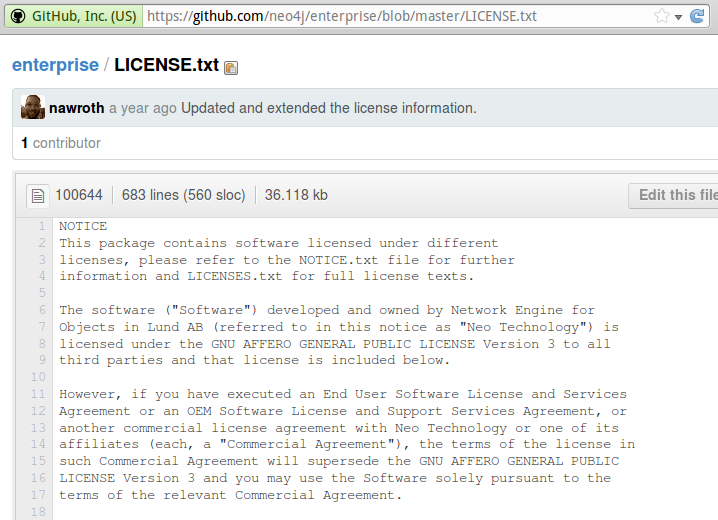 GitHub, Inc. (US) https://github.com/neo4j/enterprise/blob/master/LICENSE.txt
enterprise / LICENSE.txt
nawroth a year ago Updated and extended the license information.
1 contributor
100644 683 lines (560 sloc) 36.118 kb Edit this file
1 NOTICE
2 This package contains software licensed under different
3 licenses, please refer to the NOTICE.txt file for further
4 information and LICENSES.txt for full license texts.
5
6 The software ("Software") developed and owned by Network Engine for
7 Objects in Lund AB (referred to in this notice as "Neo Technology") is
8 licensed under the GNU AFFERO GENERAL PUBLIC LICENSE Version 3 to all
9 third parties and that license is included below.
10
11 However, if you have executed an End User Software License and Services
12 Agreement or an OEM Software License and Support Services Agreement, or
13 another commercial license agreement with Neo Technology or one of its
14 affiliates (each, a "Commercial Agreement"), the terms of the license in
15 such Commercial Agreement will supersede the GNU AFFERO GENERAL PUBLIC
16 LICENSE Version 3 and you may use the Software solely pursuant to the
17 terms of the relevant Commercial Agreement.
18